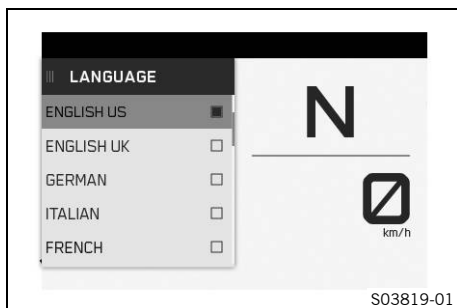 LANGUAGE
ENGLISH US
ENGLISH UK
GERMAN
ITALIAN
FRENCH
N
0
km/h
S03819-01